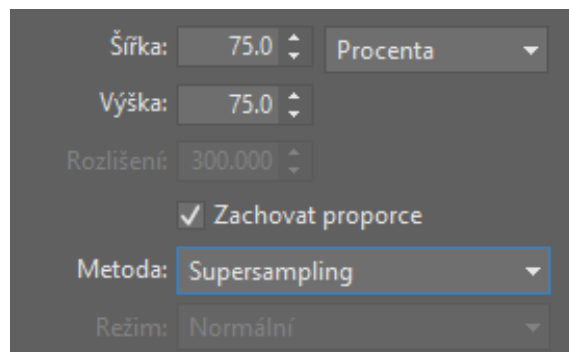 Šířka: 75.0 Procenta
Výška: 75.0
Rozlišení: 300.000
Zachovat proporce
Metoda: Supersampling
Režim: Normální